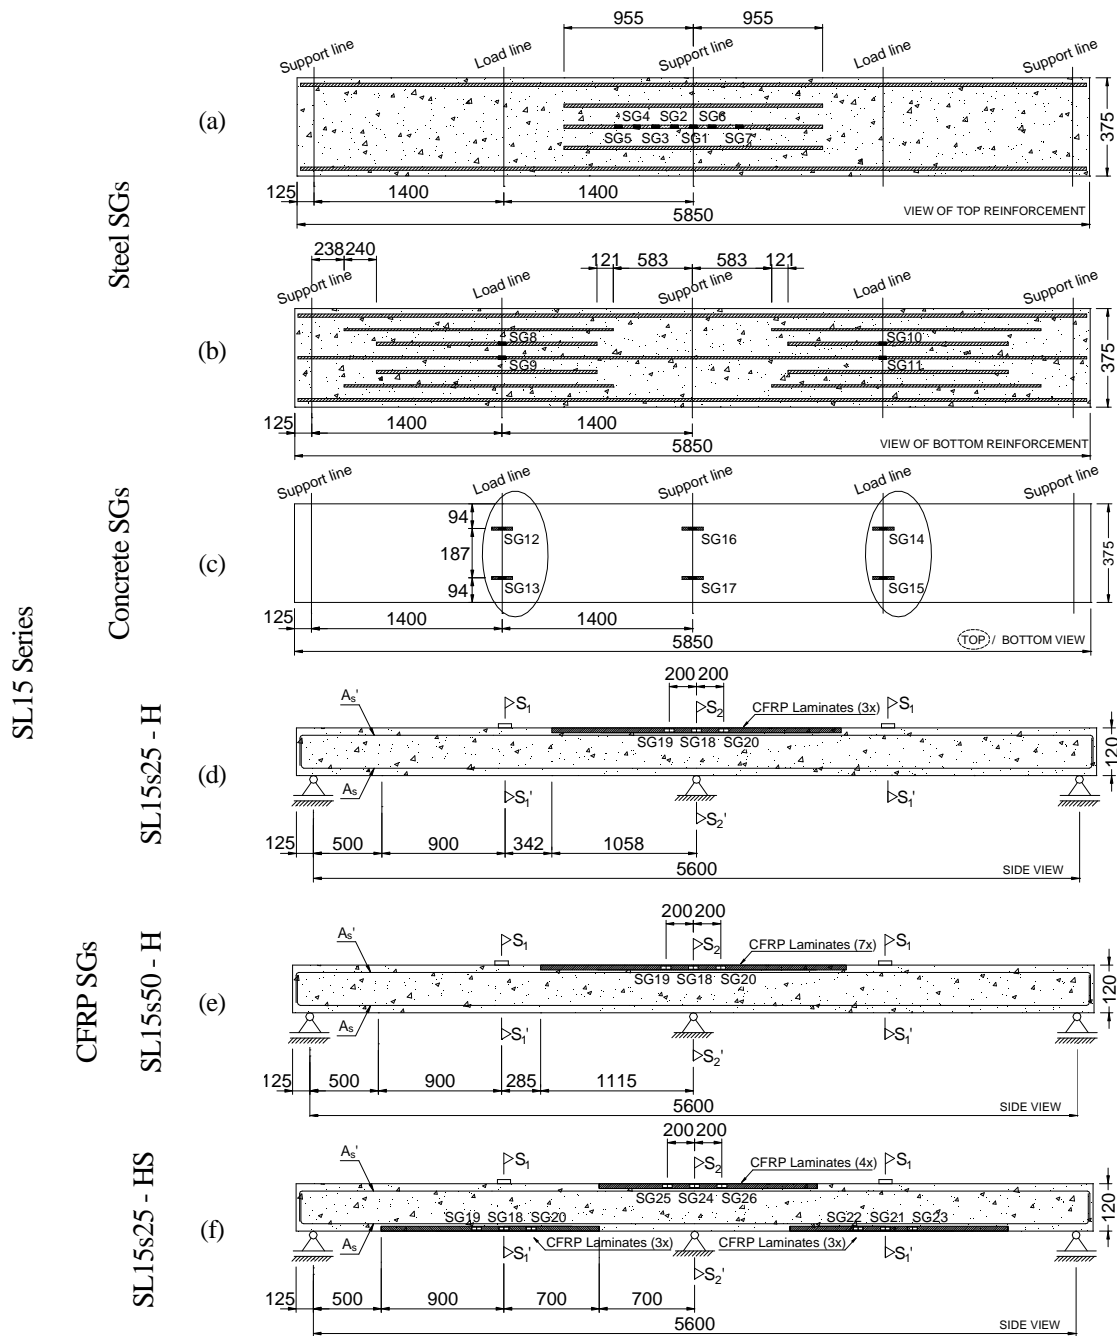 955 955
Support line Load line Support line Load line Support line
(a)
SG4 SG2 SG6
SG5 SG3 SG1 SG7
375
125 1400 1400
5850
VIEW OF TOP REINFORCEMENT
Steel SGs
238 240 121 583 583 121
Support line Load line Support line Load line Support line
(b)
SG8 SG10
SG9 SG11
375
125 1400 1400
5850
VIEW OF BOTTOM REINFORCEMENT
Support line Load line Support line Load line Support line
Concrete SGs
(c)
94
187
94
SG12 SG16 SG14
SG13 SG17 SG15
375
125 1400 1400
5850
TOP / BOTTOM VIEW
SL15 Series
SL15s25 - H
(d)
200 200
As' S1 S2 S1
CFRP Laminates (3x)
SG19 SG18 SG20
120
As S1' S2' S1'
125 500 900 342 1058
5600
SIDE VIEW
CFRP SGs
SL15s50 - H
(e)
200 200
As' S1 S2 S1
CFRP Laminates (7x)
SG19 SG18 SG20
120
As S1' S2' S1'
125 500 900 285 1115
5600
SIDE VIEW
SL15s25 - HS
(f)
200 200
As' S1 S2 S1
CFRP Laminates (4x)
SG25 SG24 SG26
SG19 SG18 SG20 SG22 SG21 SG23
120
As S1' CFRP Laminates (3x) CFRP Laminates (3x) S1'
S2'
125 500 900 700 700
5600
SIDE VIEW